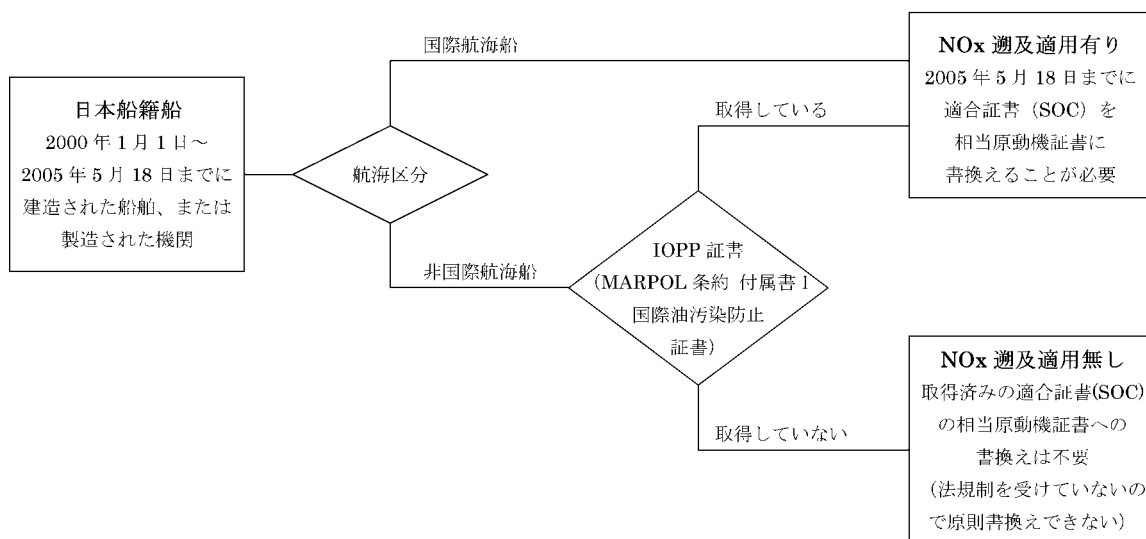 日本船籍船
2000 年 1 月 1 日~
2005 年 5 月 18 日までに
建造された船舶、または
製造された機関
航海区分
国際航海船
非国際航海船
IOPP 証書
(MARPOL 条約 付属書 I
国際油汚染防止
証書)
取得している
取得していない
NOx 遡及適用有り
2005 年 5 月 18 日までに
適合証書（SOC）を
相当原動機証書に
書換えることが必要
NOx 遡及適用無し
取得済みの適合証書(SOC)
の相当原動機証書への
書換えは不要
（法規制を受けていないの
で原則書換えできない）